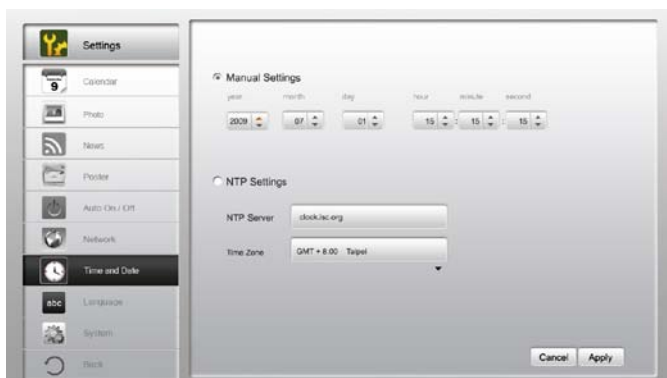 Settings
9
Calendar
Photo
News
Poster
Auto On / Off
Network
Time and Date
abc
Language
System
Back
Manual Settings
year month day hour minute second
2009 07 01 15 : 15 : 15
NTP Settings
NTP Server clock.isc.org
Time Zone GMT + 8:00 Taipei
Cancel Apply